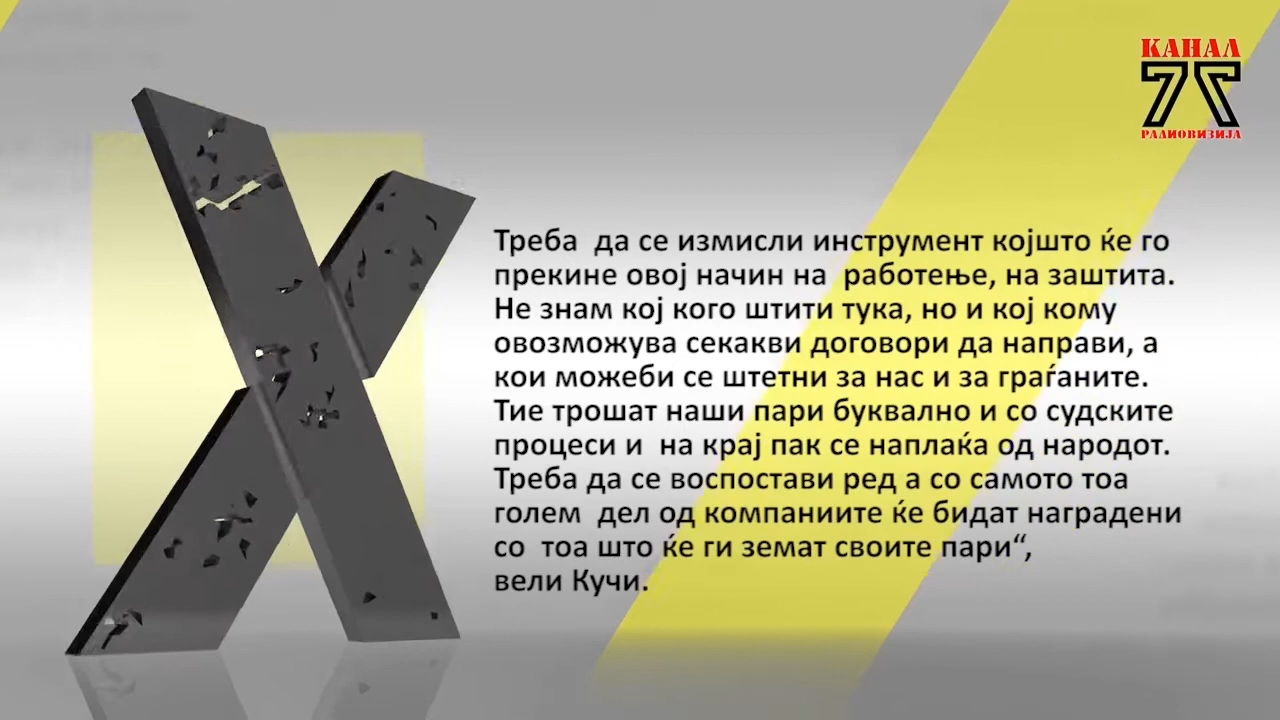 КАНАЛ
77
РАДИОВИЗИЈА
Треба да се измисли инструмент којшто ќе го
прекине овој начин на работење, на заштита.
Не знам кој кого штити тука, но и кој кому
овозможува секакви договори да направи, а
кои можеби се штетни за нас и за граѓаните.
Тие трошат наши пари буквално и со судските
процеси и на крај пак се наплаќа од народот.
Треба да се воспостави ред а со самото тоа
голем дел од компаниите ќе бидат наградени
со тоа што ќе ги земат своите пари“,
вели Кучи.